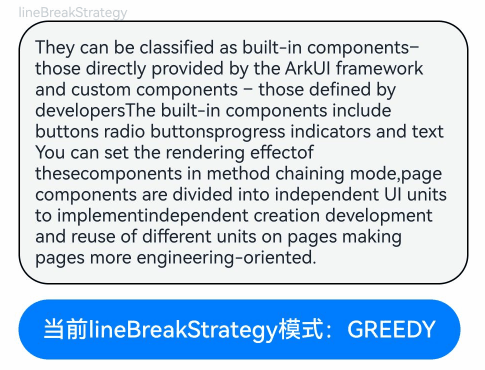 lineBreakStrategy
They can be classified as built-in components–
those directly provided by the ArkUI framework
and custom components – those defined by
developersThe built-in components include
buttons radio buttonsprogress indicators and text
You can set the rendering effectof
thesecomponents in method chaining mode,page
components are divided into independent UI units
to implementindependent creation development
and reuse of different units on pages making
pages more engineering-oriented.
当前lineBreakStrategy模式：GREEDY